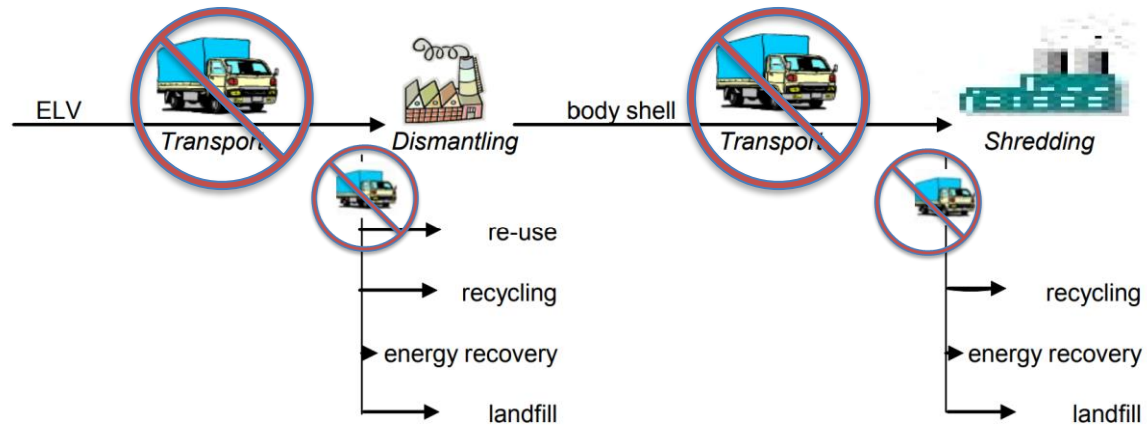 ELV
Transport
Dismantling
body shell
Transport
Shredding
re-use
recycling
energy recovery
landfill
recycling
energy recovery
landfill